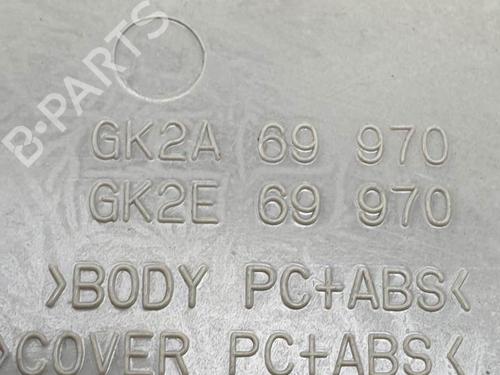 B-PARTS
GK2A 69 970
GK2E 69 970
>BODY PC+ABS<
>COVER PC+ABS<